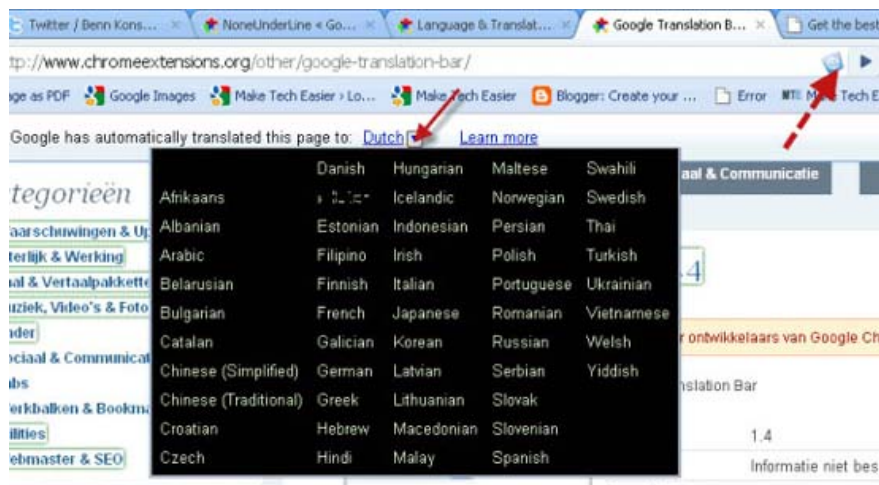 Twitter / Benn Kons...
NoneUnderLine « Go...
Language & Translat...
Google Translation B...
Get the best
tp://www.chromeextensions.org/other/google-translation-bar/
ge as PDF
Google Images
Make Tech Easier › Lo...
Make Tech Easier
Blogger: Create your ...
Error
Tech E
Google has automatically translated this page to: Dutch
Learn more
tegorieën
aarschuwingen & Up
terlijk & Werking
al & Vertaalpakkette
uziek, Video's & Foto
nder
ociaal & Communicat
abs
erkbalken & Bookma
ilities
ebmaster & SEO
Afrikaans
Albanian
Arabic
Belarusian
Bulgarian
Catalan
Chinese (Simplified)
Chinese (Traditional)
Croatian
Czech
Danish
Estonian
Filipino
Finnish
French
Galician
German
Greek
Hebrew
Hindi
Hungarian
Icelandic
Indonesian
Irish
Italian
Japanese
Korean
Latvian
Lithuanian
Macedonian
Malay
Maltese
Norwegian
Persian
Polish
Portuguese
Romanian
Russian
Serbian
Slovak
Slovenian
Spanish
Swahili
Swedish
Thai
Turkish
Ukrainian
Vietnamese
Welsh
Yiddish
aal & Communicatie
.4
r ontwikkelaars van Google Ch
nslation Bar
1.4
Informatie niet bes